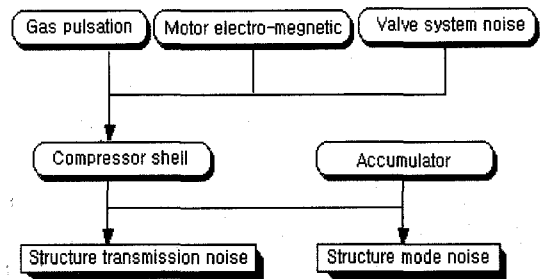 Gas pulsation
Motor electro-megnetic
Valve system noise
Compressor shell
Accumulator
Structure transmission noise
Structure mode noise